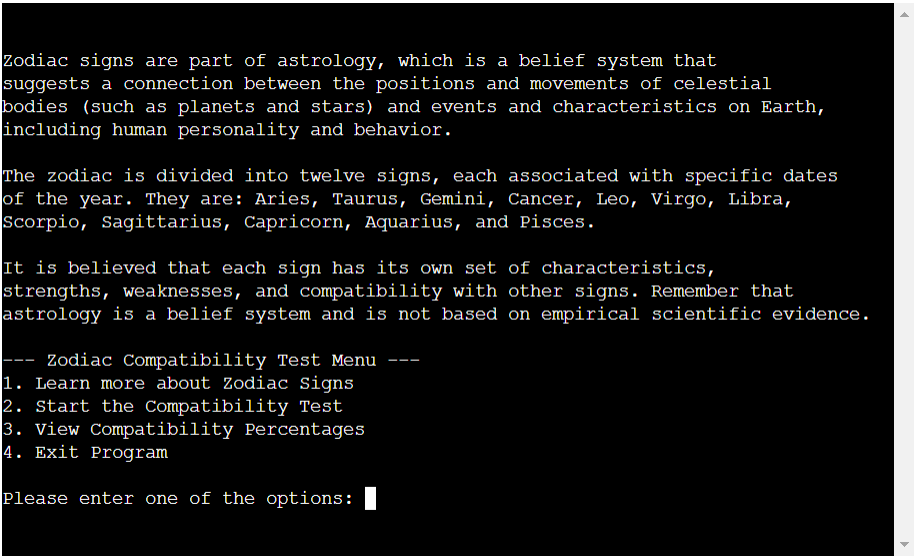 Zodiac signs are part of astrology, which is a belief system that
suggests a connection between the positions and movements of celestial
bodies (such as planets and stars) and events and characteristics on Earth,
including human personality and behavior.
The zodiac is divided into twelve signs, each associated with specific dates
of the year. They are: Aries, Taurus, Gemini, Cancer, Leo, Virgo, Libra,
Scorpio, Sagittarius, Capricorn, Aquarius, and Pisces.
It is believed that each sign has its own set of characteristics,
strengths, weaknesses, and compatibility with other signs. Remember that
astrology is a belief system and is not based on empirical scientific evidence.
--- Zodiac Compatibility Test Menu ---
1. Learn more about Zodiac Signs
2. Start the Compatibility Test
3. View Compatibility Percentages
4. Exit Program
Please enter one of the options: